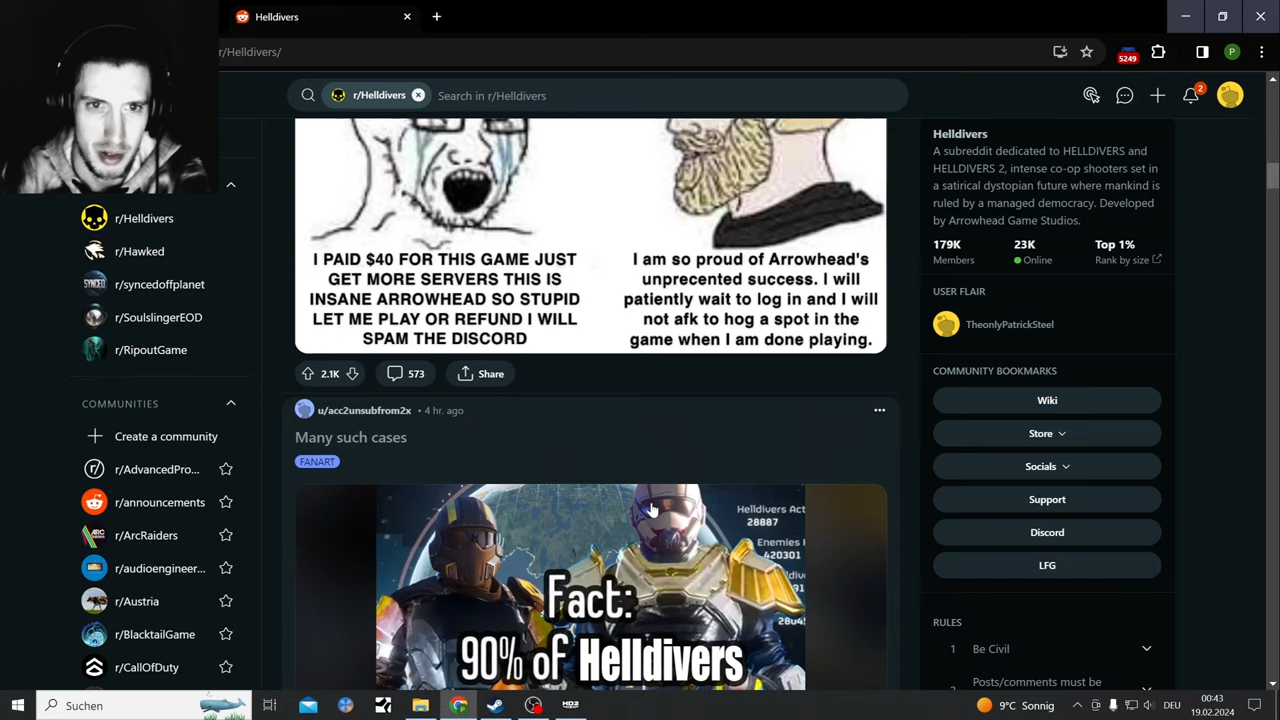 Helldivers
r/Helldivers/
5249
P
r/Helldivers
Search in r/Helldivers
2
r/Helldivers
r/Hawked
r/syncedoffplanet
r/SoulslingerEOD
r/RipoutGame
COMMUNITIES
Create a community
r/AdvancedPro...
r/announcements
r/ArcRaiders
r/audioengineer...
r/Austria
r/BlacktailGame
r/CallOfDuty
I PAID $40 FOR THIS GAME JUST
GET MORE SERVERS THIS IS
INSANE ARROWHEAD SO STUPID
LET ME PLAY OR REFUND I WILL
SPAM THE DISCORD
I am so proud of Arrowhead's
unprecented success. I will
patiently wait to log in and I will
not afk to hog a spot in the
game when I am done playing.
2.1K
573
Share
u/acc2unsubfrom2x • 4 hr. ago
Many such cases
FANART
Helldivers Act
28887
Enemies
420301
Fact:
90% of Helldivers
Helldivers
A subreddit dedicated to HELLDIVERS and
HELLDIVERS 2, intense co-op shooters set in
a satirical dystopian future where mankind is
ruled by a managed democracy. Developed
by Arrowhead Game Studios.
179K
Members
23K
Online
Top 1%
Rank by size
USER FLAIR
TheonlyPatrickSteel
COMMUNITY BOOKMARKS
Wiki
Store
Socials
Support
Discord
LFG
RULES
1 Be Civil
Posts/comments must be
Suchen
HD2
9°C Sonnig
DEU
00:43
19.02.2024